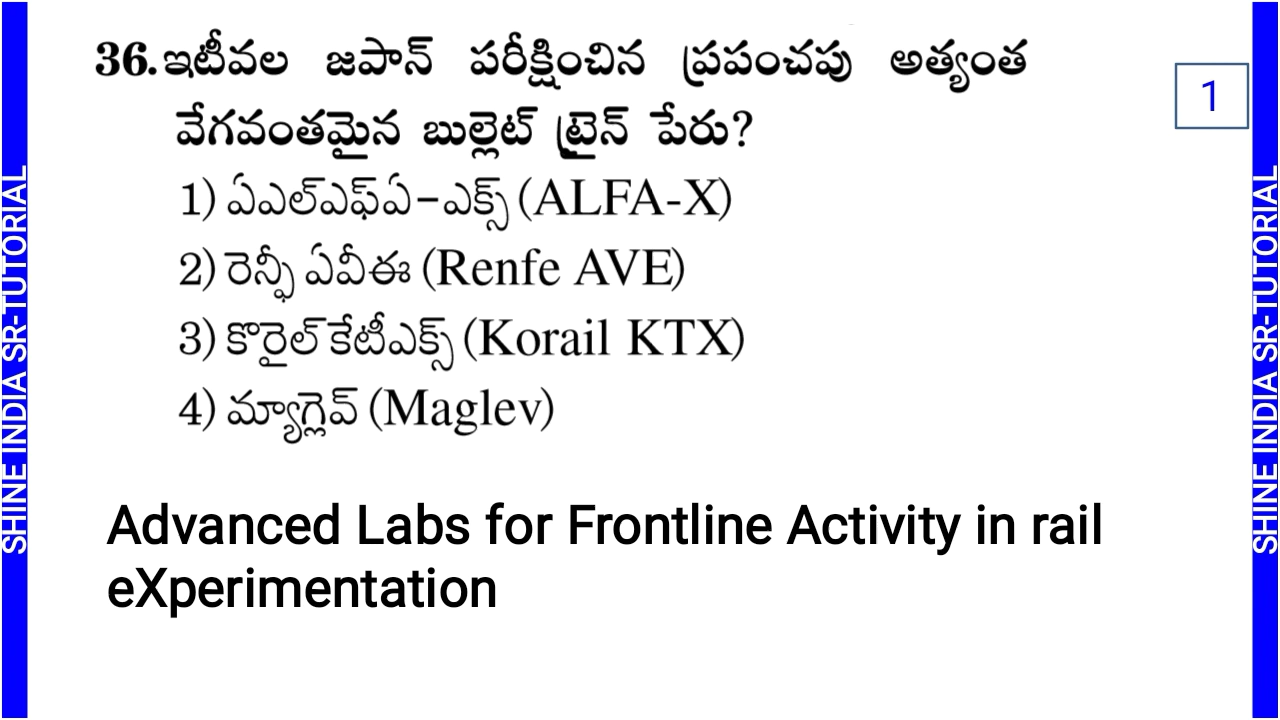 36. ఇటీవల జపాన్ పరీక్షించిన ప్రపంచపు అత్యంత
వేగవంతమైన బుల్లెట్ ట్రైన్ పేరు?
1) ఏఎల్ఎఫ్ఏ-ఎక్స్ (ALFA-X)
2) రెన్ఫీ ఏవీఈ (Renfe AVE)
3) కొరైల్ కేటీఎక్స్ (Korail KTX)
4) మ్యాగ్లెవ్ (Maglev)
1
Advanced Labs for Frontline Activity in rail
eXperimentation
SHINE INDIA SR-TUTORIAL
SHINE INDIA SR-TUTORIAL